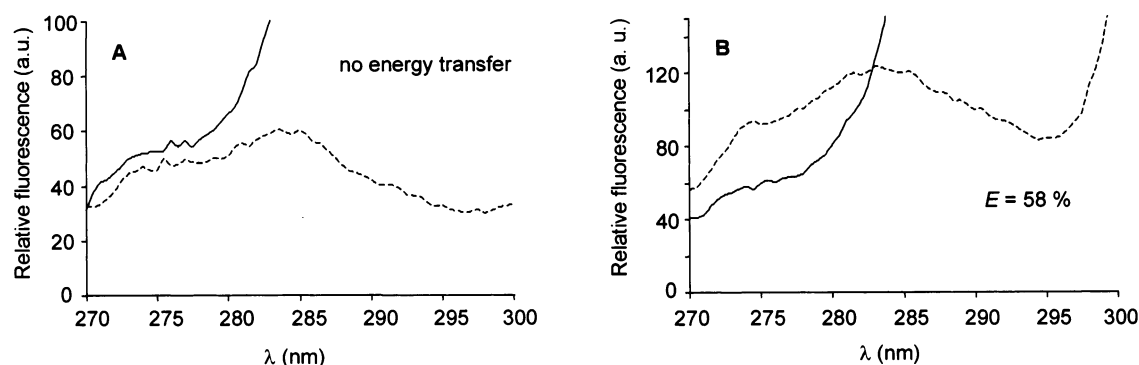 A
no energy transfer
Relative fluorescence (a.u.)
100
80
60
40
20
0
270 275 280 285 290 295 300
λ (nm)
B
E = 58 %
Relative fluorescence (a. u.)
120
80
40
0
270 275 280 285 290 295 300
λ (nm)